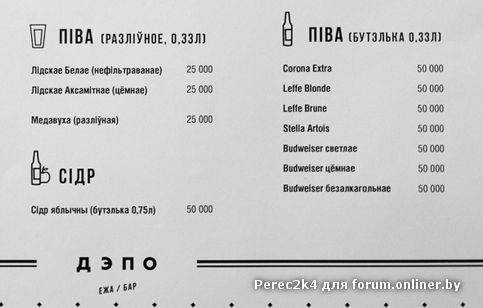 ПІВА (РАЗЛІЎНОЕ, 0,33Л)
Лідскае Белае (нефільтраванае) 25 000
Лідскае Аксамітнае (цёмнае) 25 000
Медавуха (разліўная) 25 000
СІДР
Сідр яблычны (бутэлька 0,75л) 50 000
ПІВА (БУТЭЛЬКА 0,33Л)
Corona Extra 50 000
Leffe Blonde 50 000
Leffe Brune 50 000
Stella Artois 50 000
Budweiser светлае 50 000
Budweiser цёмнае 50 000
Budweiser безалкагольнае 50 000
ДЭПО
ЕЖА / БАР
Perec2k4 для forum.onliner.by